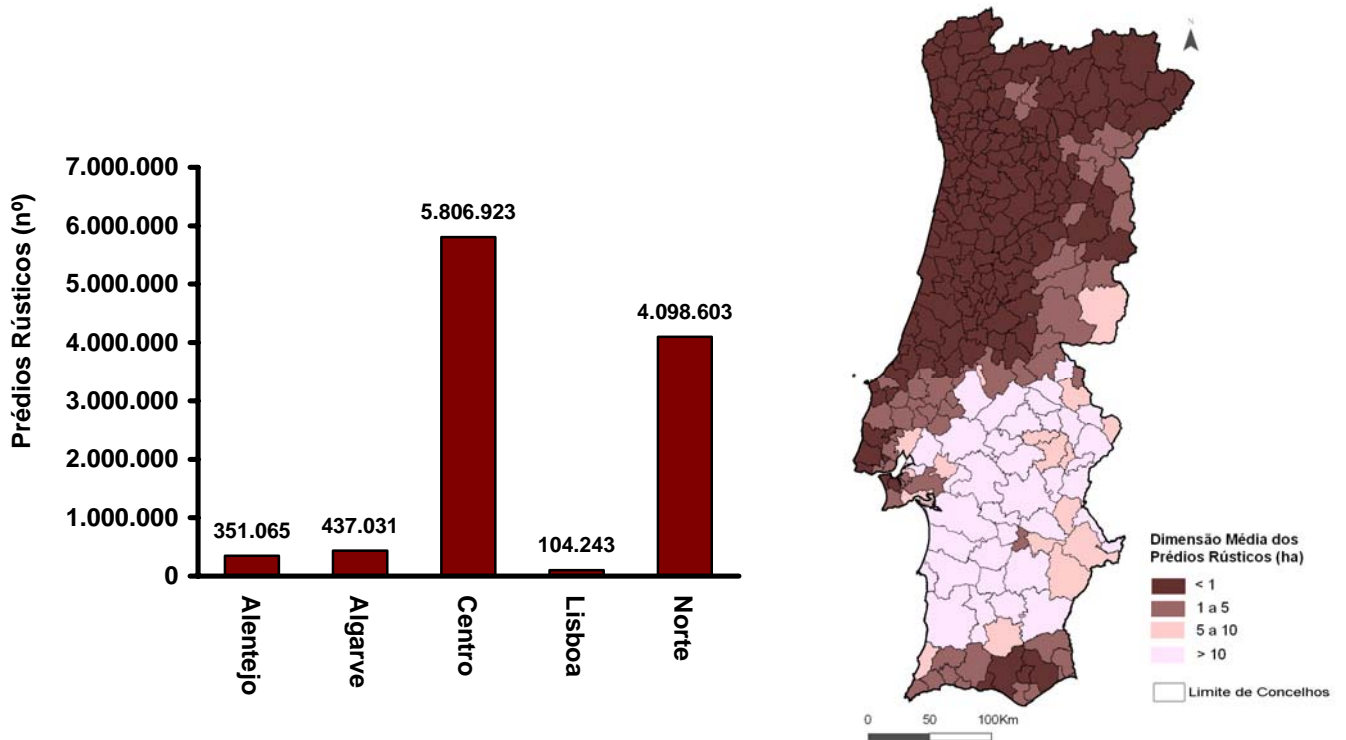 Prédios Rústicos (nº)
7.000.000
6.000.000
5.000.000
4.000.000
3.000.000
2.000.000
1.000.000
0
351.065
437.031
5.806.923
104.243
4.098.603
Alentejo
Algarve
Centro
Lisboa
Norte
N
Dimensão Média dos
Prédios Rústicos (ha)
< 1
1 a 5
5 a 10
> 10
Limite de Concelhos
0 50 100Km